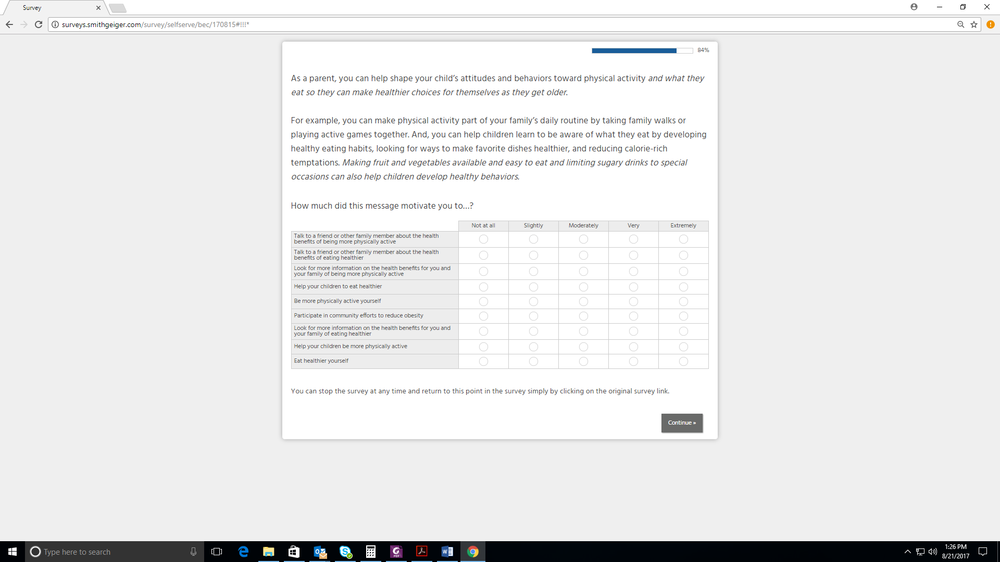 Survey
surveys.smithgeiger.com/survey/selfserve/bec/170815#!!!*
84%
As a parent, you can help shape your child’s attitudes and behaviors toward physical activity and what they
eat so they can make healthier choices for themselves as they get older.
For example, you can make physical activity part of your family’s daily routine by taking family walks or
playing active games together. And, you can help children learn to be aware of what they eat by developing
healthy eating habits, looking for ways to make favorite dishes healthier, and reducing calorie-rich
temptations. Making fruit and vegetables available and easy to eat and limiting sugary drinks to special
occasions can also help children develop healthy behaviors.
How much did this message motivate you to...?
Not at all Slightly Moderately Very Extremely
Talk to a friend or other family member about the health
benefits of being more physically active
Talk to a friend or other family member about the health
benefits of eating healthier
Look for more information on the health benefits for you and
your family of being more physically active
Help your children to eat healthier
Be more physically active yourself
Participate in community efforts to reduce obesity
Look for more information on the health benefits for you and
your family of eating healthier
Help your children be more physically active
Eat healthier yourself
You can stop the survey at any time and return to this point in the survey simply by clicking on the original survey link.
Continue »
Type here to search
1:26 PM
8/21/2017